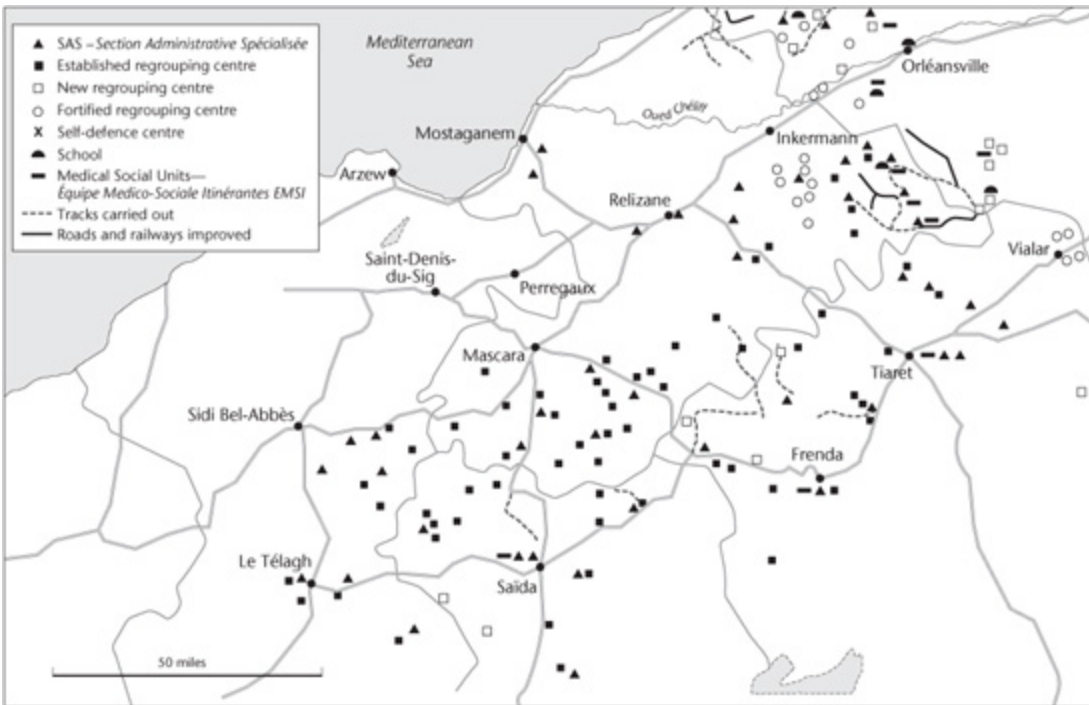 SAS – Section Administrative Spécialisée
Established regrouping centre
New regrouping centre
Fortified regrouping centre
Self-defence centre
School
Medical Social Units—
Équipe Medico-Sociale Itinérantes EMSI
Tracks carried out
Roads and railways improved
Mediterranean
Sea
Orléansville
Oued Chélay
Mostaganem
Inkermann
Arzew
Relizane
Vialar
Saint-Denis-
du-Sig
Perregaux
Mascara
Tiaret
Sidi Bel-Abbès
Frenda
Le Télagh
Saïda
50 miles